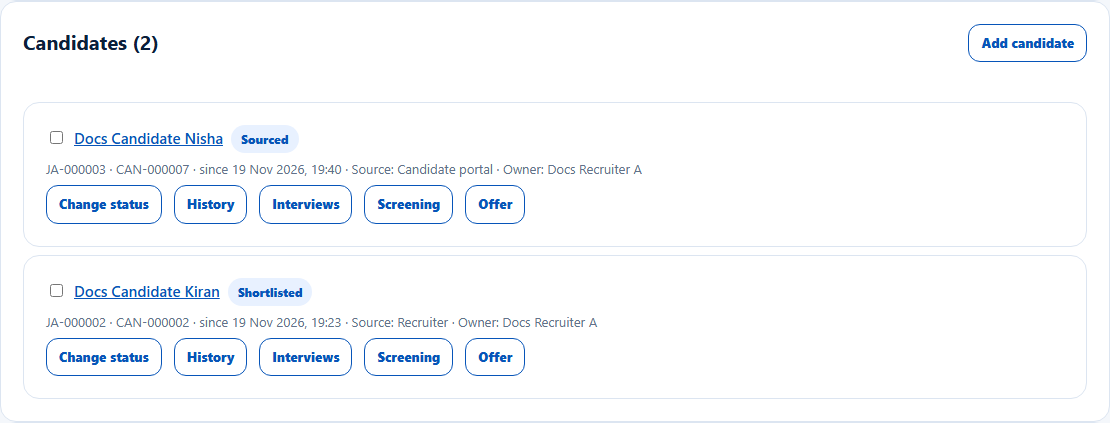 Candidates (2)
Add candidate
Docs Candidate Nisha Sourced
JA-000003 · CAN-000007 · since 19 Nov 2026, 19:40 · Source: Candidate portal · Owner: Docs Recruiter A
Change status History Interviews Screening Offer
Docs Candidate Kiran Shortlisted
JA-000002 · CAN-000002 · since 19 Nov 2026, 19:23 · Source: Recruiter · Owner: Docs Recruiter A
Change status History Interviews Screening Offer